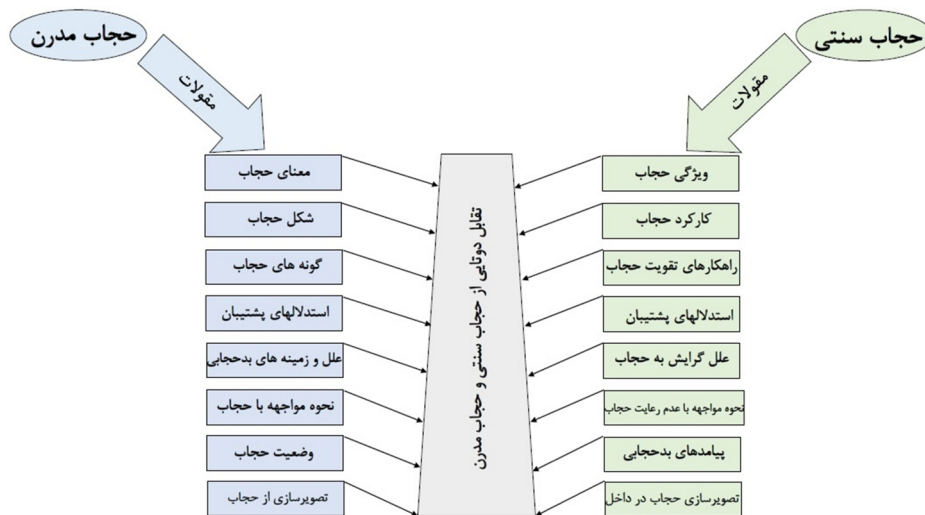 حجاب سنتی
حجاب مدرن
مقولات
مقولات
ویژگی حجاب
کارکرد حجاب
راهکارهای تقویت حجاب
استدلالهای پشتیبان
علل گرایش به حجاب
نحوه مواجهه با عدم رعایت حجاب
پیامدهای بدحجابی
تصویرسازی حجاب در داخل
تقابل دوتایی از حجاب سنتی و حجاب مدرن
معنای حجاب
شکل حجاب
گونه های حجاب
استدلالهای پشتیبان
علل و زمینه های بدحجابی
نحوه مواجهه با حجاب
وضعیت حجاب
تصویرسازی از حجاب